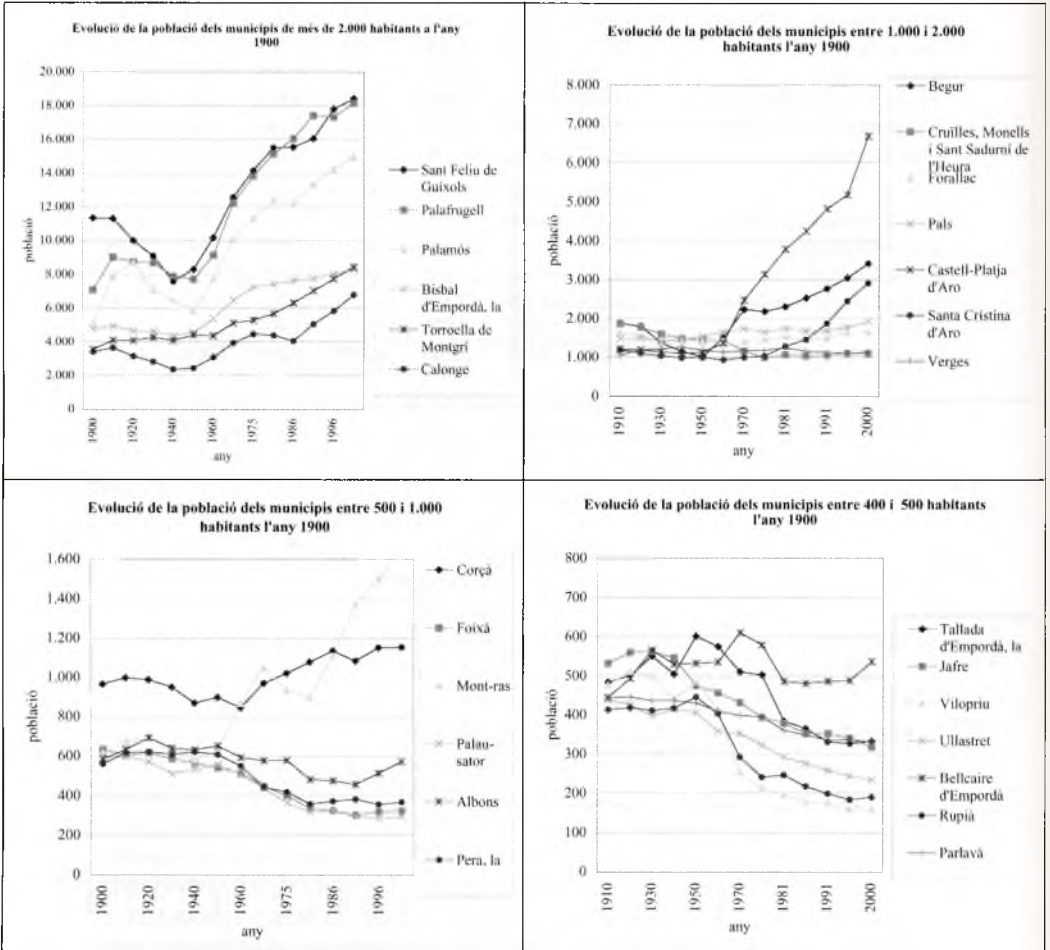 Evolució de la població dels municipis de més de 2.000 habitants a l'any
1900
20.000
18.000
16.000
14.000
12.000
10.000
8.000
6.000
4.000
2.000
0
població
1900
1920
1940
1960
1975
1986
1996
any
Sant Feliu de
Guíxols
Palafrugell
Palamós
Bisbal
d'Empordà, la
Torroella de
Montgrí
Calonge
Evolució de la població dels municipis entre 1.000 i 2.000
habitants l'any 1900
8.000
7.000
6.000
5.000
4.000
3.000
2.000
1.000
0
població
1910
1930
1950
1970
1981
1991
2000
any
Begur
Cruïlles, Monells
i Sant Sadurní de
l'Heura
Forallac
Pals
Castell-Platja
d'Aro
Santa Cristina
d'Aro
Verges
Evolució de la població dels municipis entre 500 i 1.000
habitants l'any 1900
1.600
1.400
1.200
1.000
800
600
400
200
0
població
1900
1920
1940
1960
1975
1986
1996
any
Corçà
Foixà
Mont-ras
Palau-
sator
Albons
Pera, la
Evolució de la població dels municipis entre 400 i 500 habitants
l'any 1900
800
700
600
500
400
300
200
100
0
població
1910
1930
1950
1970
1981
1991
2000
any
Tallada
d'Empordà, la
Jafre
Vilopriu
Ullastret
Bellcaire
d'Empordà
Rupià
Parlavà